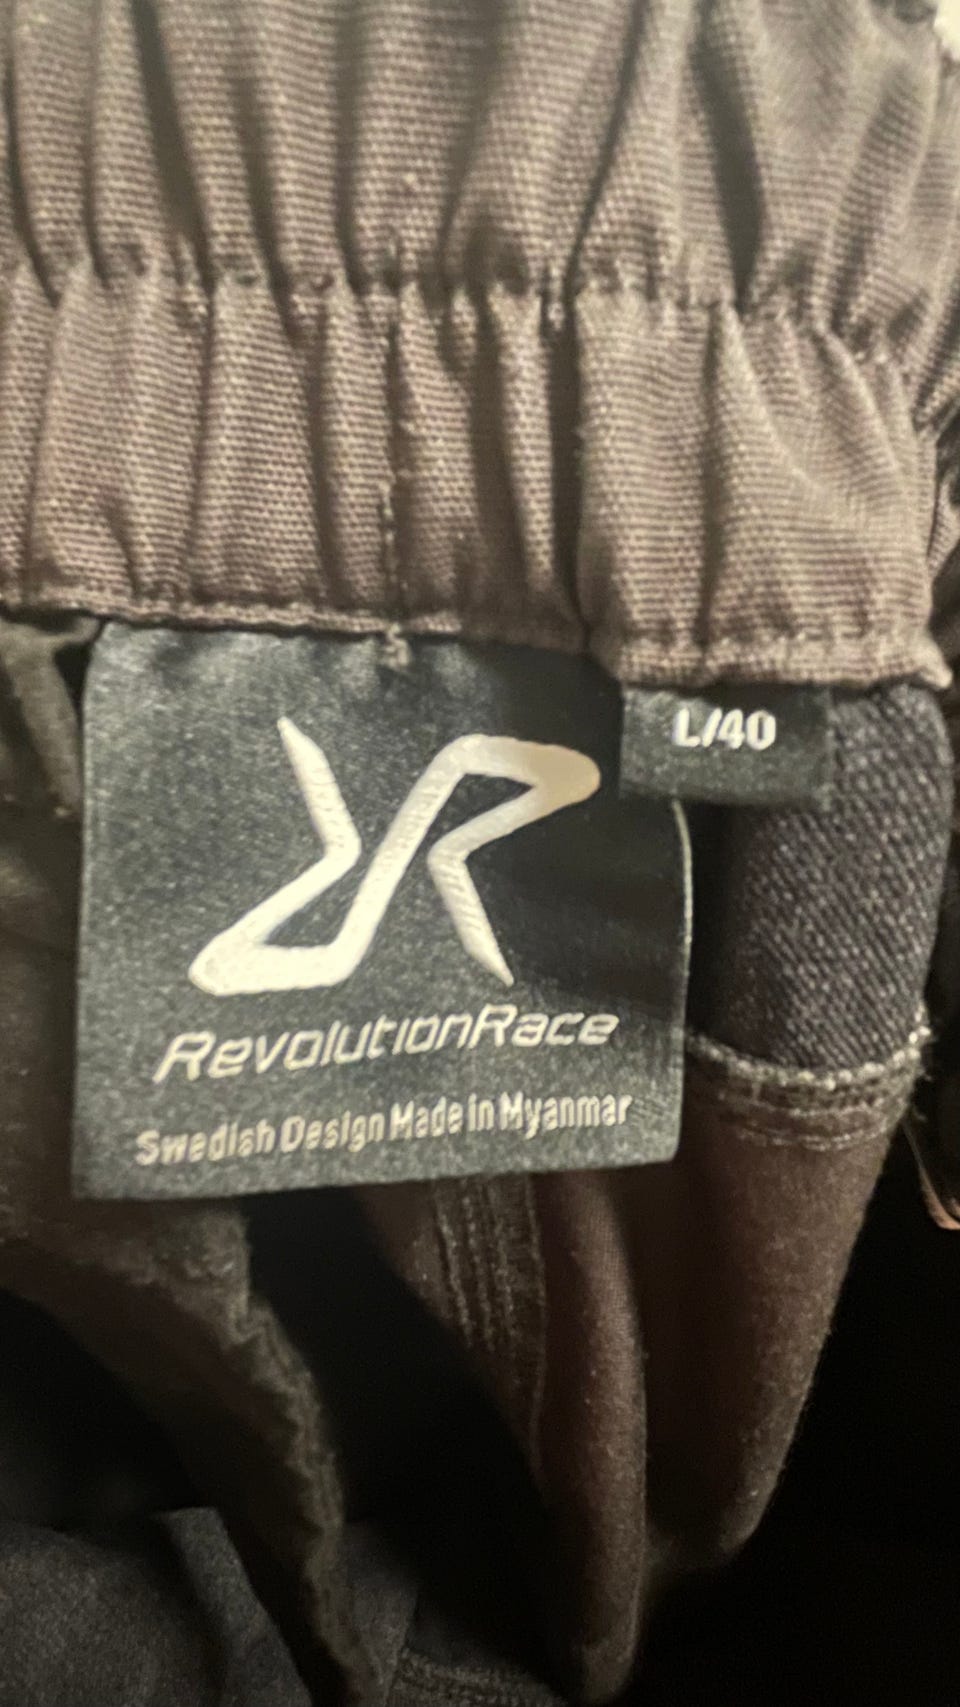 L/40
RevolutionRace
Swedish Design Made in Myanmar